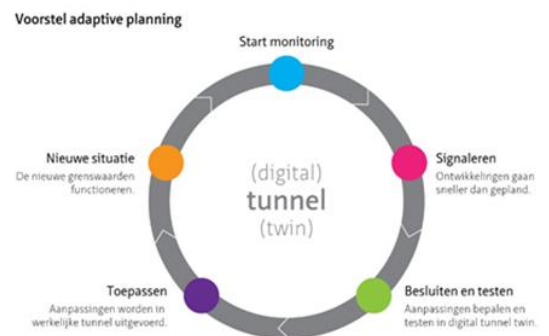 Voorstel adaptive planning
Start monitoring
Signaleren
Ontwikkelingen gaan
sneller dan gepland.
Besluiten en testen
Aanpassingen bepalen en
testen in digital tunnel twin.
Toepassen
Aanpassingen worden in
werkelijke tunnel uitgevoerd.
Nieuwe situatie
De nieuwe grenswaarden
functioneren.
(digital)
tunnel
(twin)